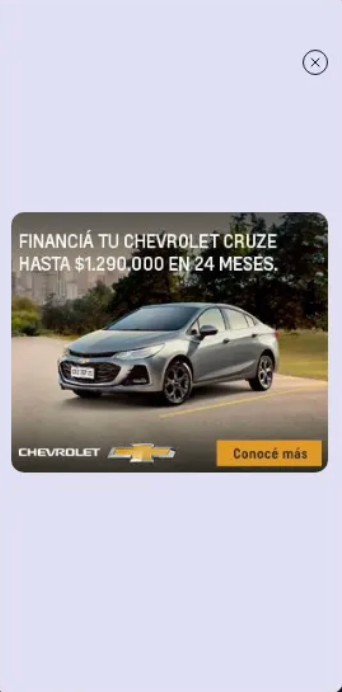 FINANCIÁ TU CHEVROLET CRUZE
HASTA $1.290.000 EN 24 MESES.
CHEVROLET
Conocé más